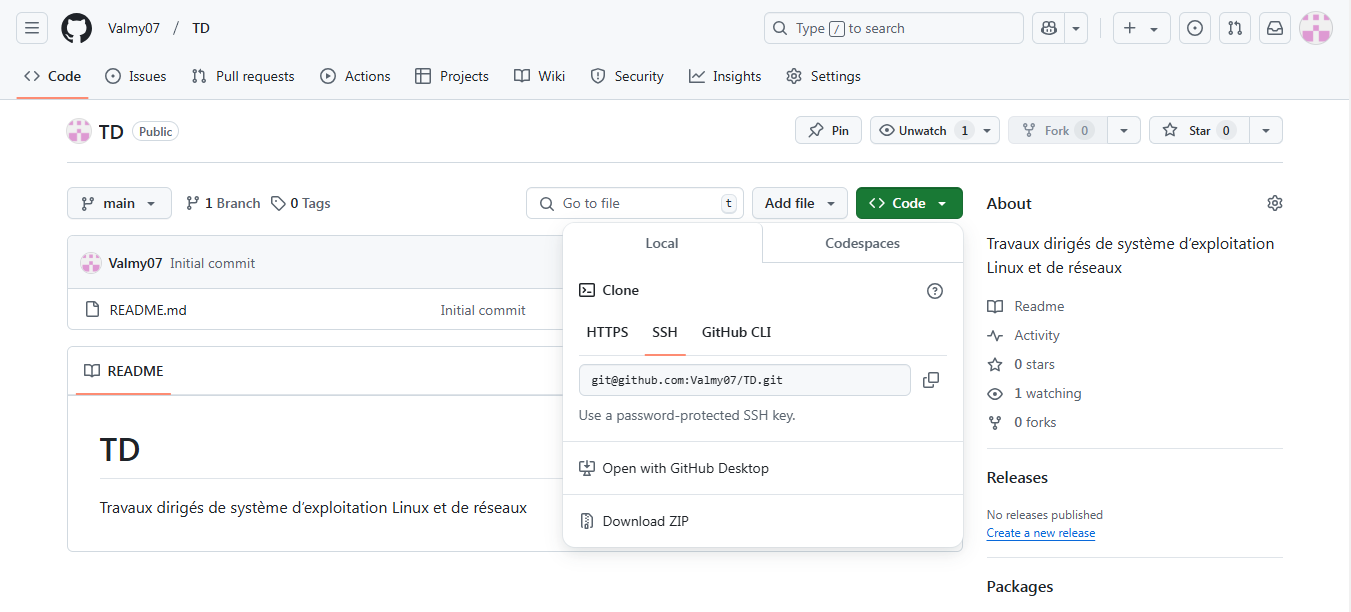 Valmy07 / TD
Type / to search
Code Issues Pull requests Actions Projects Wiki Security Insights Settings
TD Public
Pin Unwatch 1 Fork 0 Star 0
main 1 Branch 0 Tags Go to file t Add file Code
Valmy07 Initial commit
README.md Initial commit
README
TD
Travaux dirigés de système d’exploitation Linux et de réseaux
Local Codespaces
Clone
HTTPS SSH GitHub CLI
git@github.com:Valmy07/TD.git
Use a password-protected SSH key.
Open with GitHub Desktop
Download ZIP
About
Travaux dirigés de système d’exploitation
Linux et de réseaux
Readme
Activity
0 stars
1 watching
0 forks
Releases
No releases published
Create a new release
Packages